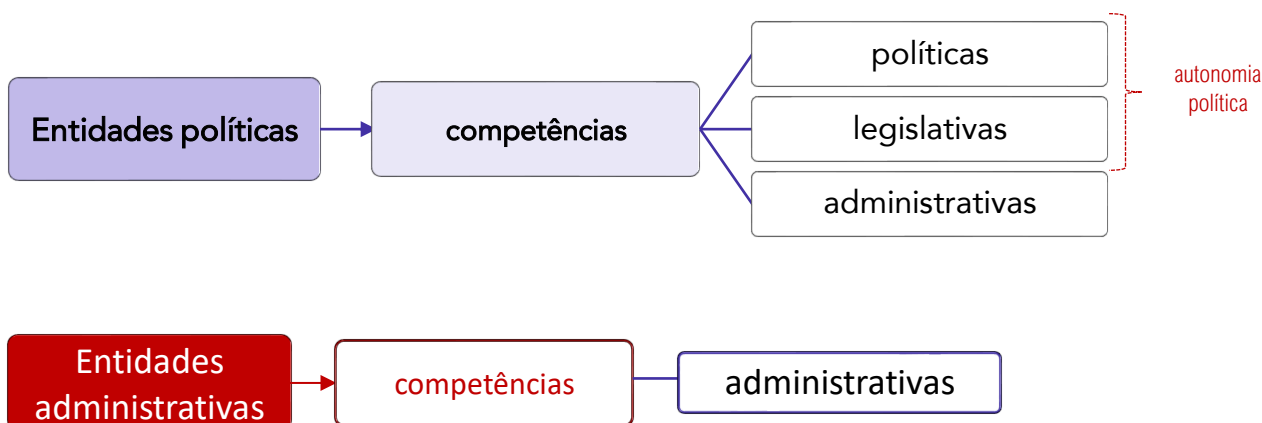 políticas
autonomia
política
Entidades políticas
competências
legislativas
administrativas
Entidades
administrativas
competências
administrativas